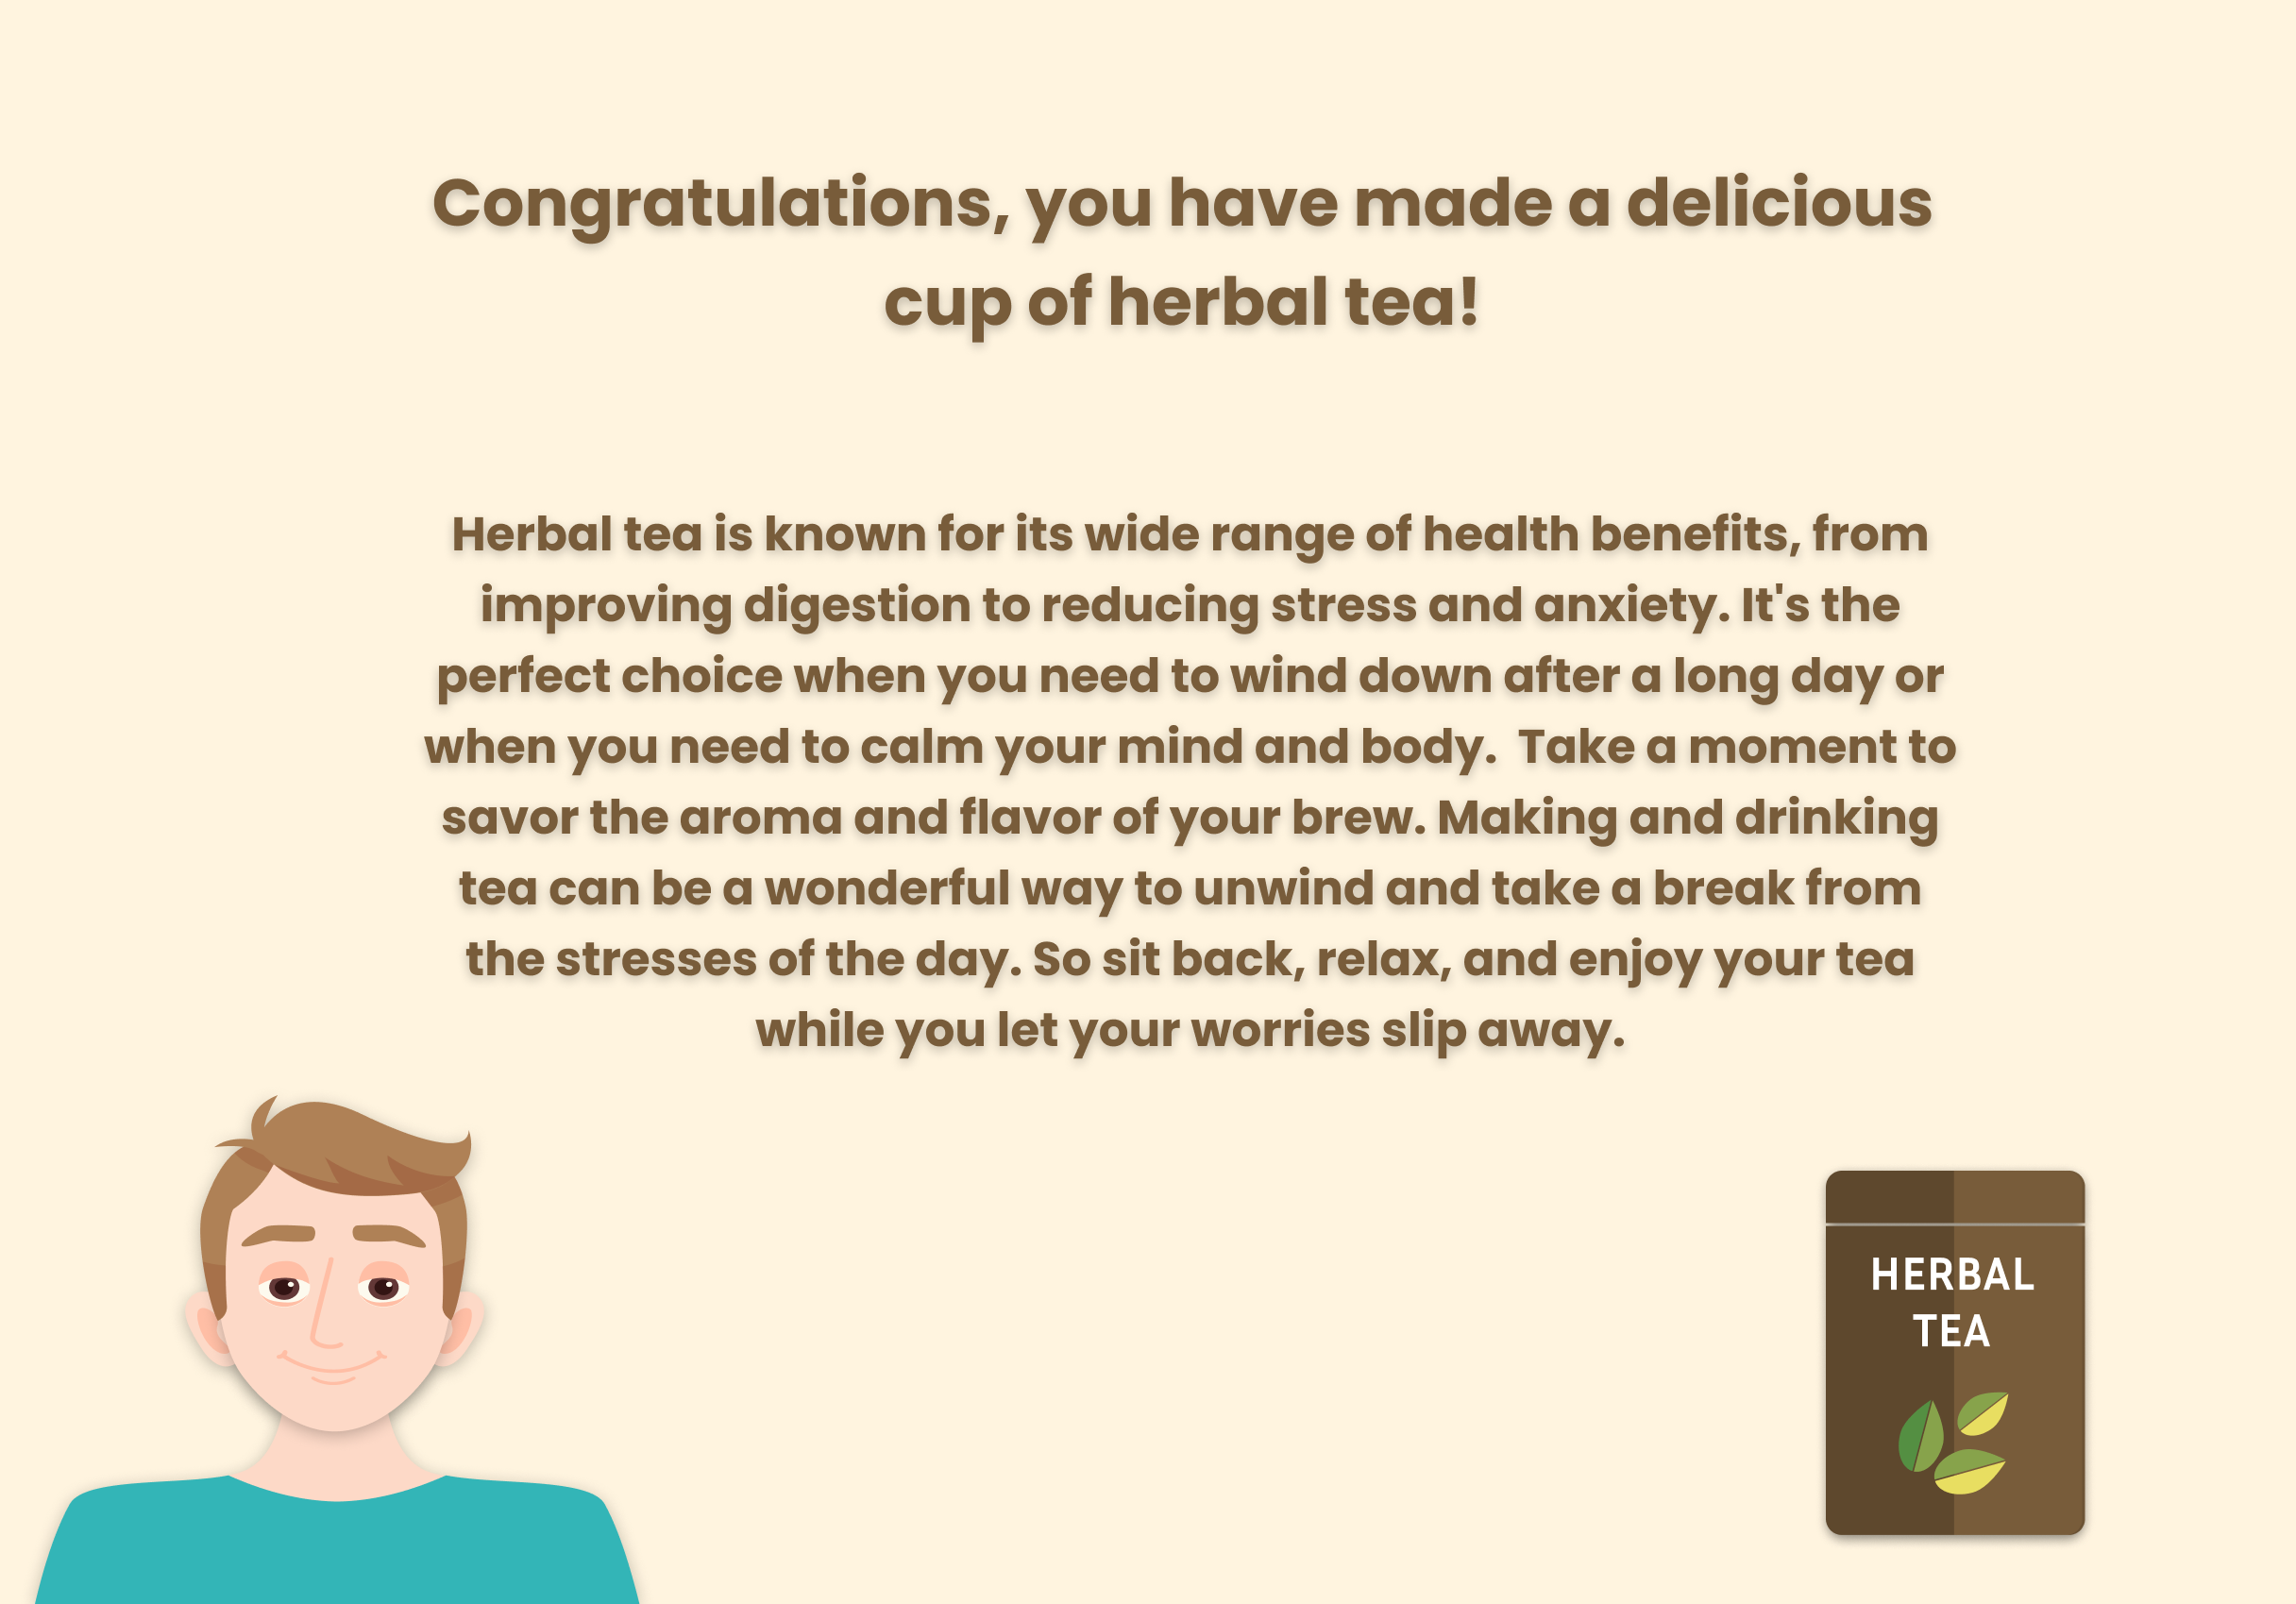 Congratulations, you have made a delicious
cup of herbal tea!
Herbal tea is known for its wide range of health benefits, from
improving digestion to reducing stress and anxiety. It's the
perfect choice when you need to wind down after a long day or
when you need to calm your mind and body.  Take a moment to
savor the aroma and flavor of your brew. Making and drinking
tea can be a wonderful way to unwind and take a break from
the stresses of the day. So sit back, relax, and enjoy your tea
while you let your worries slip away.
HERBAL
TEA